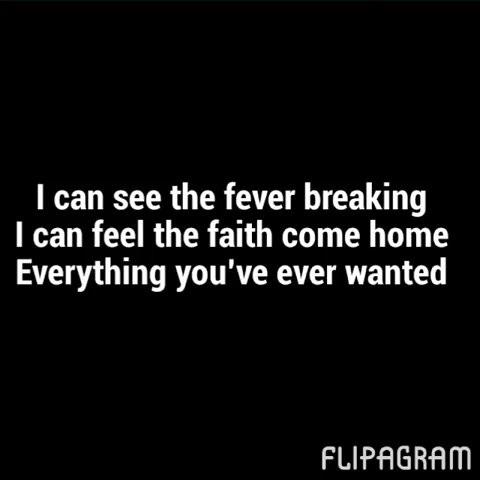 I can see the fever breaking
I can feel the faith come home
Everything you've ever wanted
FLIPAGRAM